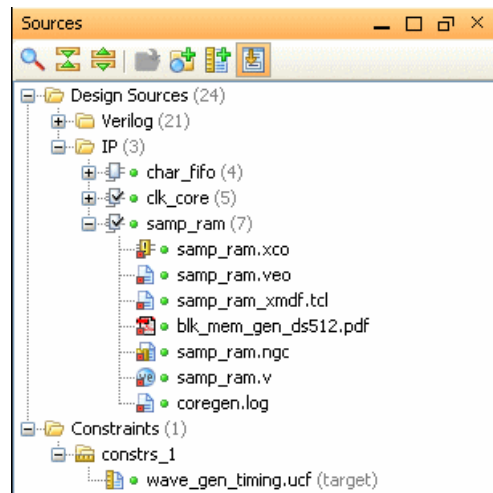 Sources
Design Sources (24)
Verilog (21)
IP (3)
char_fifo (4)
clk_core (5)
samp_ram (7)
samp_ram.xco
samp_ram.veo
samp_ram_xmdf.tcl
blk_mem_gen_ds512.pdf
samp_ram.ngc
samp_ram.v
coregen.log
Constraints (1)
constrs_1
wave_gen_timing.ucf (target)